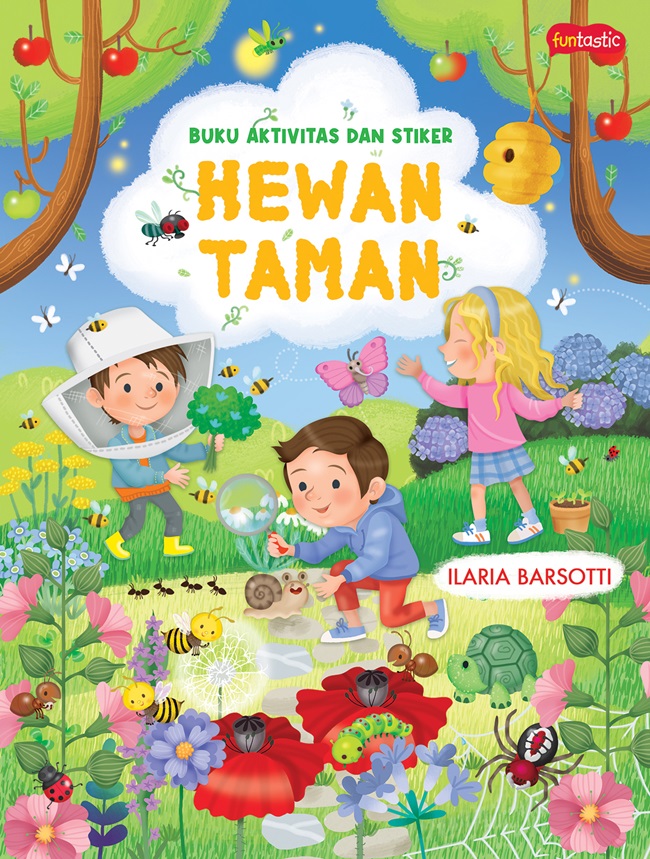 funtastic
BUKU AKTIVITAS DAN STIKER
HEWAN
TAMAN
ILARIA BARSOTTI